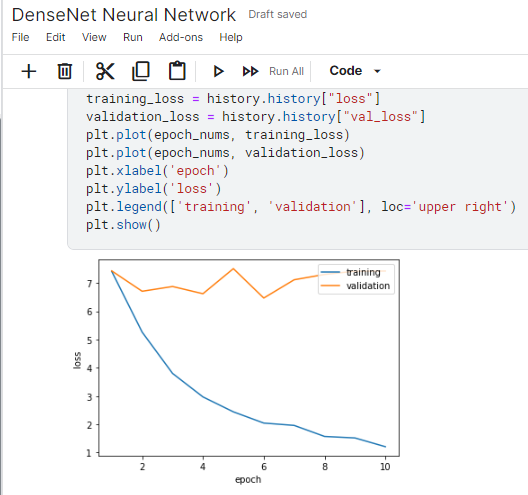 DenseNet Neural Network Draft saved
File Edit View Run Add-ons Help
Run All Code
training_loss = history.history["loss"]
validation_loss = history.history["val_loss"]
plt.plot(epoch_nums, training_loss)
plt.plot(epoch_nums, validation_loss)
plt.xlabel('epoch')
plt.ylabel('loss')
plt.legend(['training', 'validation'], loc='upper right')
plt.show()
training
validation
7
6
5
4
3
2
1
loss
2 4 6 8 10
epoch